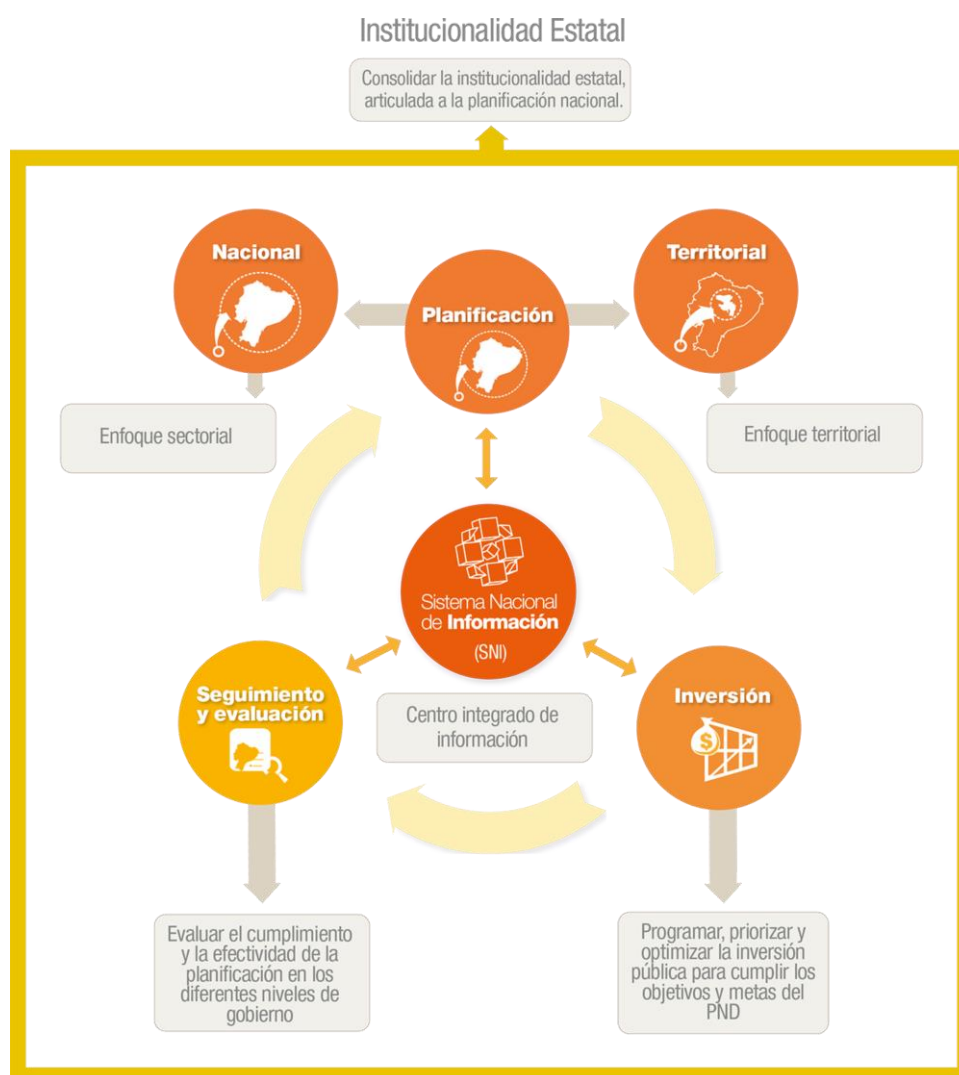 Institucionalidad Estatal
Consolidar la institucionalidad estatal,
articulada a la planificación nacional.
Nacional
Territorial
Planificación
Enfoque sectorial
Enfoque territorial
Sistema Nacional
de Información
(SNI)
Seguimiento
y evaluación
Inversión
$
Centro integrado de
información
Evaluar el cumplimiento
y la efectividad de la
planificación en los
diferentes niveles de
gobierno
Programar, priorizar y
optimizar la inversión
pública para cumplir los
objetivos y metas del
PND